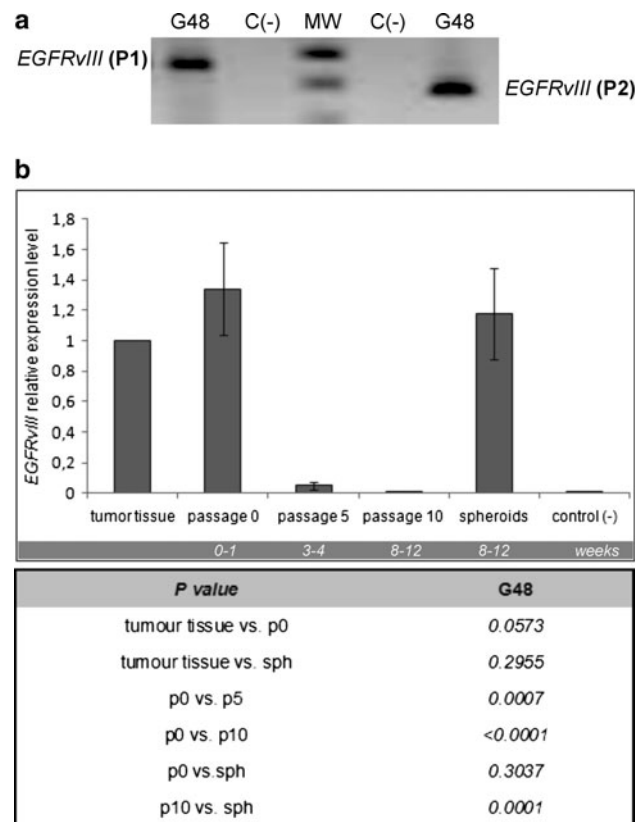 a
G48 C(-) MW C(-) G48
EGFRvIII (P1)
EGFRvIII (P2)
b
EGFRvIII relative expression level
1,8
1,6
1,4
1,2
1
0,8
0,6
0,4
0,2
0
tumor tissue passage 0 passage 5 passage 10 spheroids control (-)
0-1 3-4 8-12 8-12 weeks
P value G48
tumour tissue vs. p0 0.0573
tumour tissue vs. sph 0.2955
p0 vs. p5 0.0007
p0 vs. p10 <0.0001
p0 vs.sph 0.3037
p10 vs. sph 0.0001